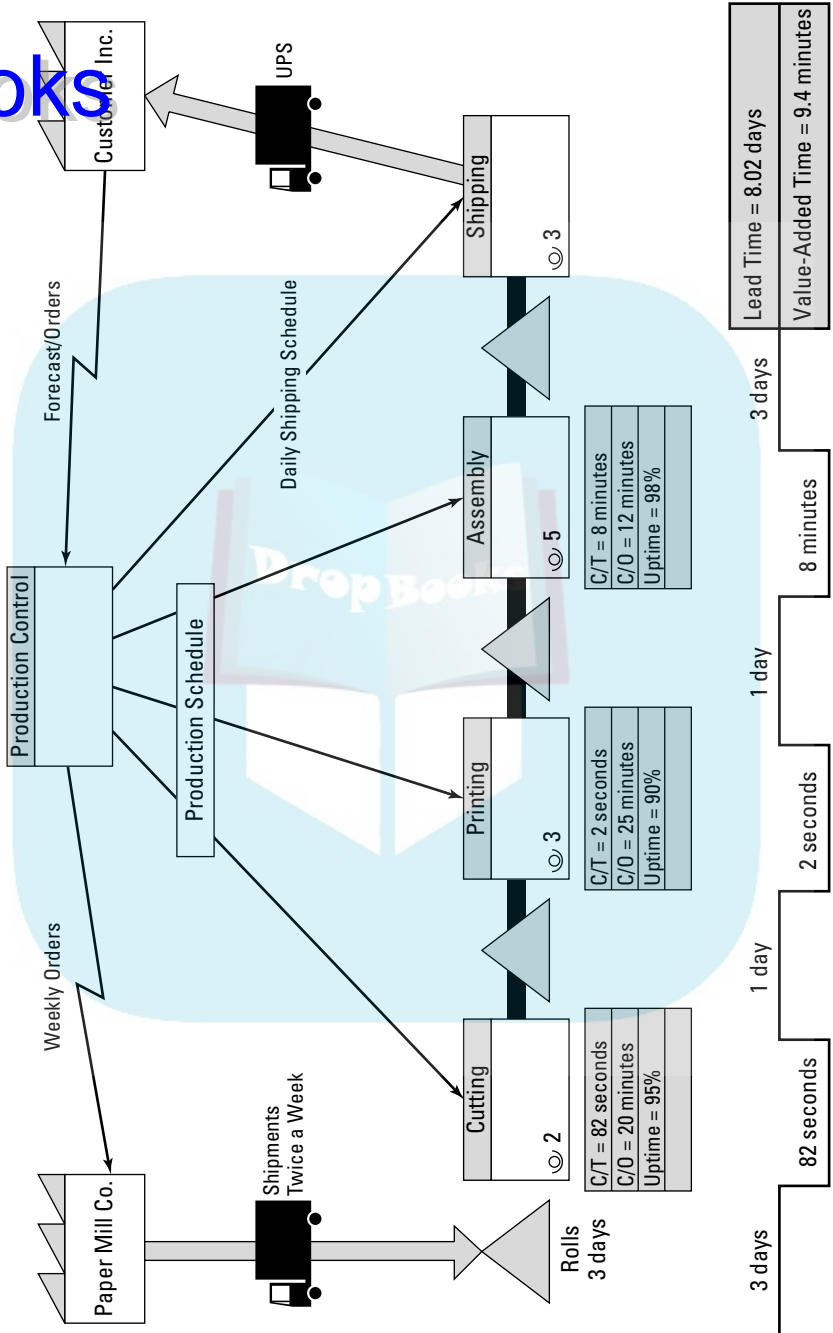 oks
Paper Mill Co.
Weekly Orders
Production Control
Forecast/Orders
Customer Inc.
Shipments
Twice a Week
Production Schedule
Daily Shipping Schedule
UPS
Drop Books
Rolls
3 days
Cutting
2
C/T = 82 seconds
C/O = 20 minutes
Uptime = 95%
Printing
3
C/T = 2 seconds
C/O = 25 minutes
Uptime = 90%
Assembly
5
C/T = 8 minutes
C/O = 12 minutes
Uptime = 98%
Shipping
3
3 days
82 seconds
1 day
2 seconds
1 day
8 minutes
3 days
Lead Time = 8.02 days
Value-Added Time = 9.4 minutes